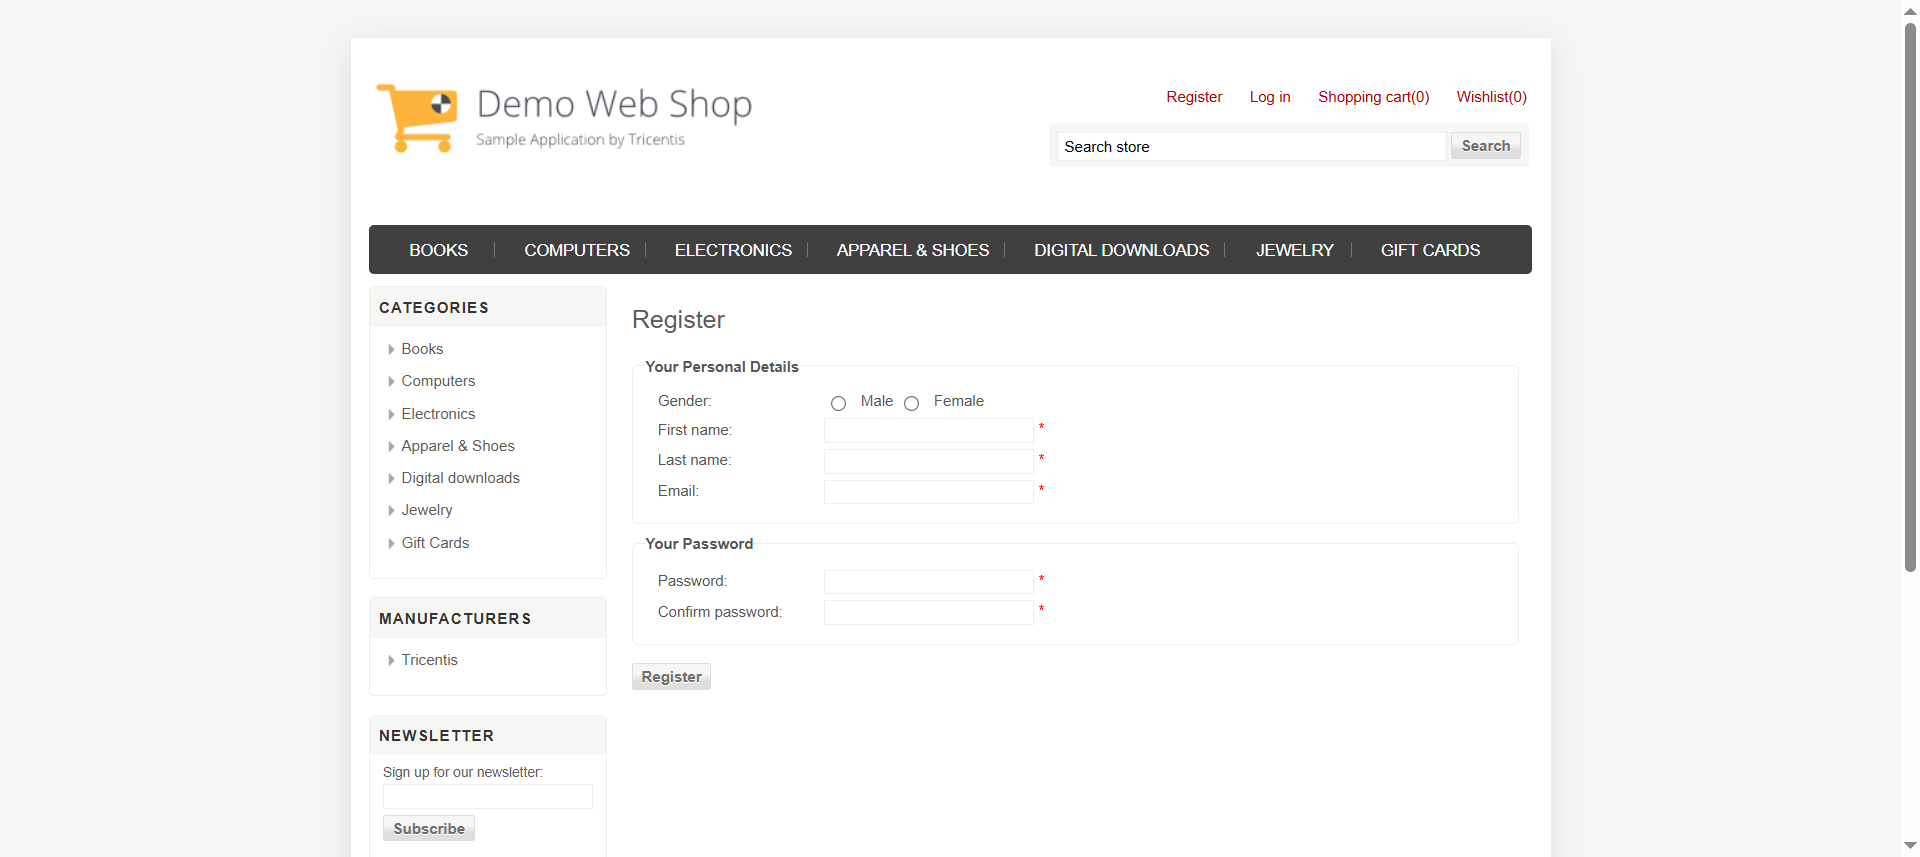 Demo Web Shop
Sample Application by Tricentis
Register Log in Shopping cart(0) Wishlist(0)
Search store Search
BOOKS COMPUTERS ELECTRONICS APPAREL & SHOES DIGITAL DOWNLOADS JEWELRY GIFT CARDS
CATEGORIES
Books
Computers
Electronics
Apparel & Shoes
Digital downloads
Jewelry
Gift Cards
MANUFACTURERS
Tricentis
NEWSLETTER
Sign up for our newsletter:
Subscribe
Register
Your Personal Details
Gender: Male Female
First name: *
Last name: *
Email: *
Your Password
Password: *
Confirm password: *
Register